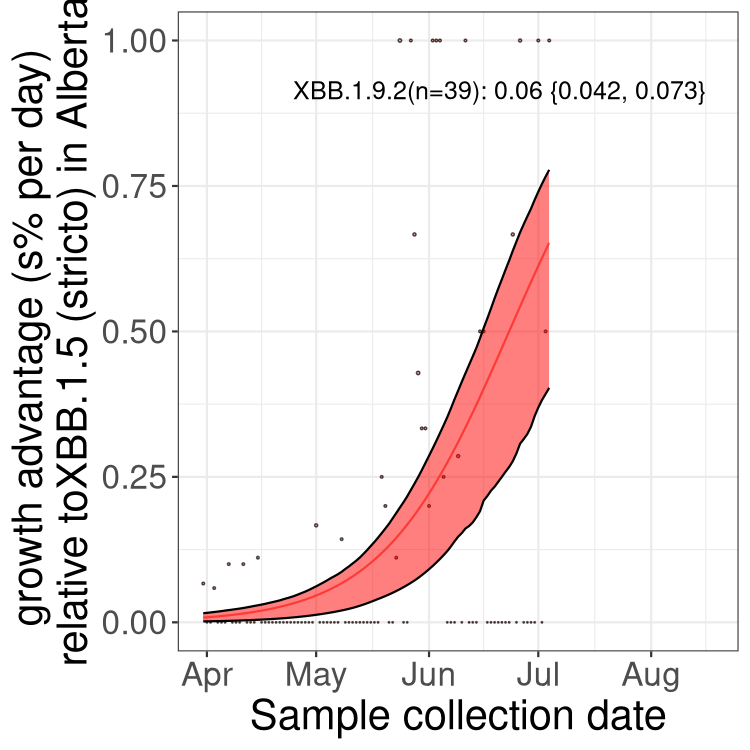 growth advantage (s% per day)
relative toXBB.1.5 (stricto) in Alberta
1.00
0.75
0.50
0.25
0.00
XBB.1.9.2(n=39): 0.06 {0.042, 0.073}
Apr May Jun Jul Aug
Sample collection date